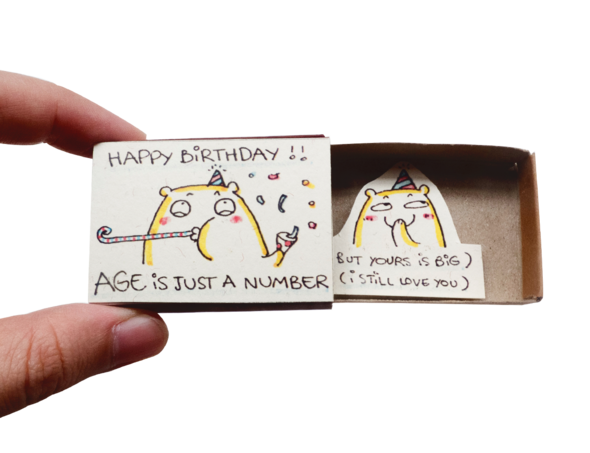 HAPPY BiRTHDAY !!
AGE iS JUST A NUMBER
BUT YOURS iS BiG )
(i STiLL LOVE YOU )